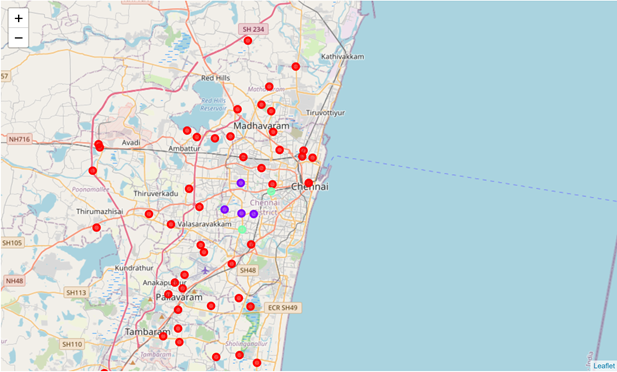 +
−
SH 234
57
Kathivakkam
Red Hills
Red Hills
Reservoir
Tiruvottiyur
Madhavaram
NH716
Avadi
Ambattur
Poonamallee
Chennai
Thiruverkadu
Chennai
District
Thirumazhisai
Valasaravakkam
SH105
Kundrathur
SH48
NH48
SH113
Pallavaram
ECR SH49
Tambaram
SH110
Tambaram
Sholinganallur
Leaflet